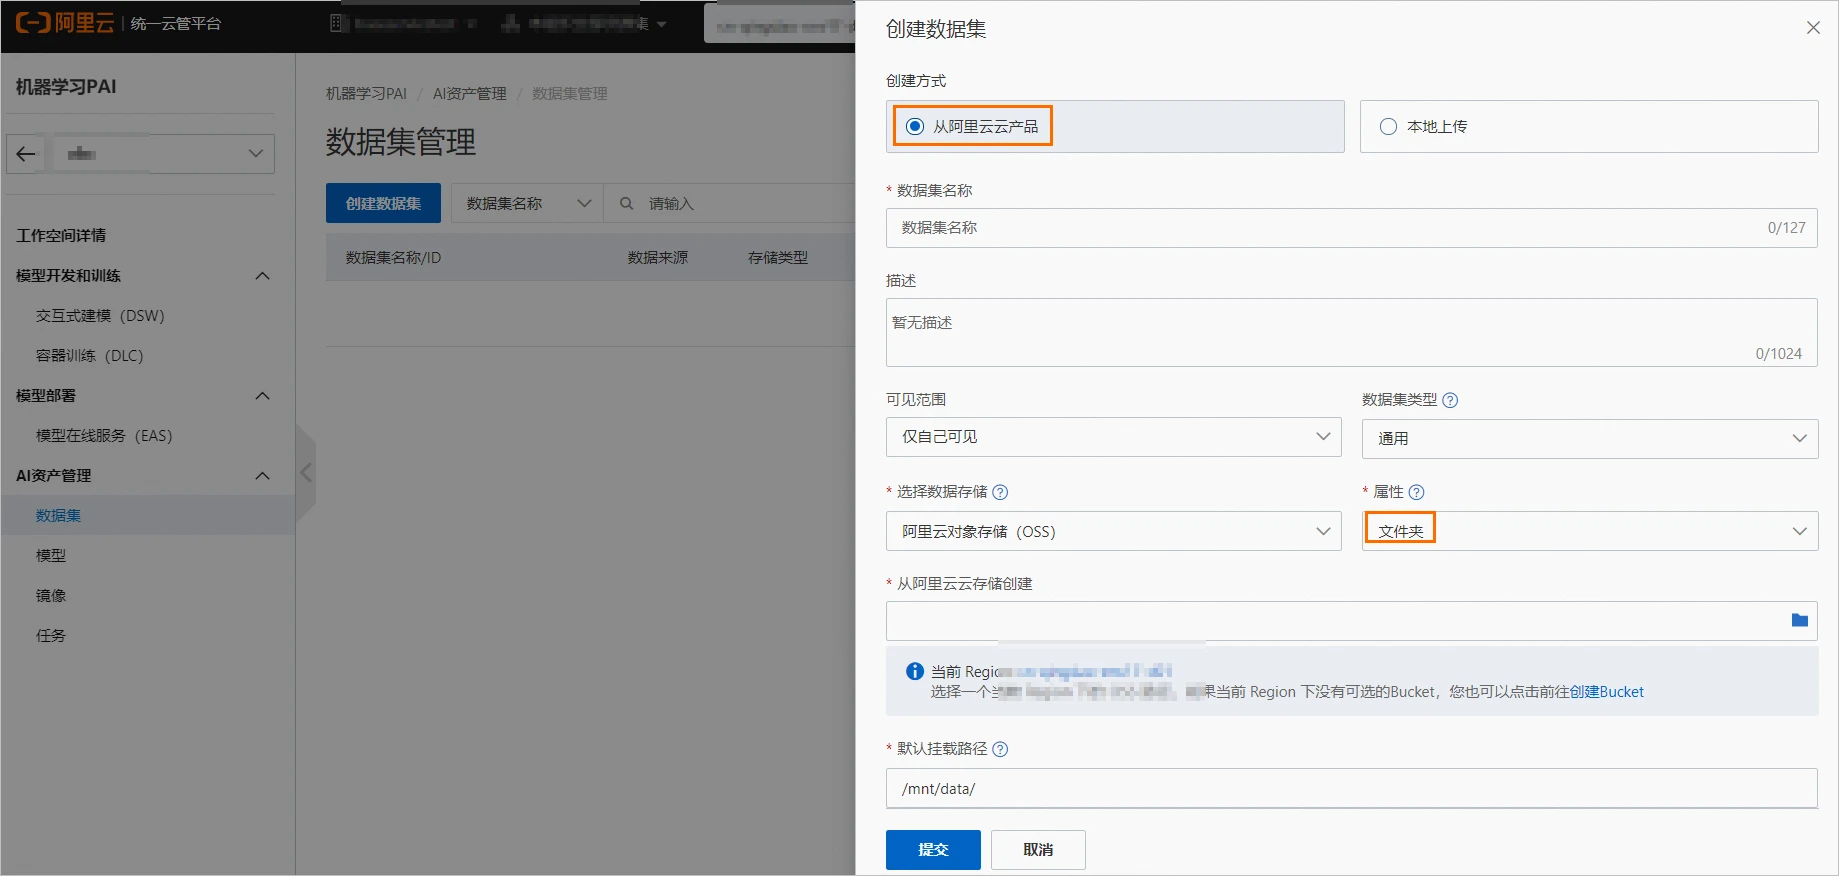 阿里云 | 统一云管平台
集
机器学习PAI
工作空间详情
模型开发和训练
交互式建模（DSW）
容器训练（DLC）
模型部署
模型在线服务（EAS）
AI资产管理
数据集
模型
镜像
任务
机器学习PAI / AI资产管理 / 数据集管理
数据集管理
创建数据集 数据集名称 请输入
数据集名称/ID 数据来源 存储类型
创建数据集
创建方式
从阿里云云产品 本地上传
* 数据集名称
数据集名称 0/127
描述
暂无描述
0/1024
可见范围 数据集类型
仅自己可见 通用
* 选择数据存储 * 属性
阿里云对象存储（OSS） 文件夹
* 从阿里云云存储创建
当前 Region
选择一个当 果当前 Region 下没有可选的Bucket，您也可以点击前往创建Bucket
* 默认挂载路径
/mnt/data/
提交 取消